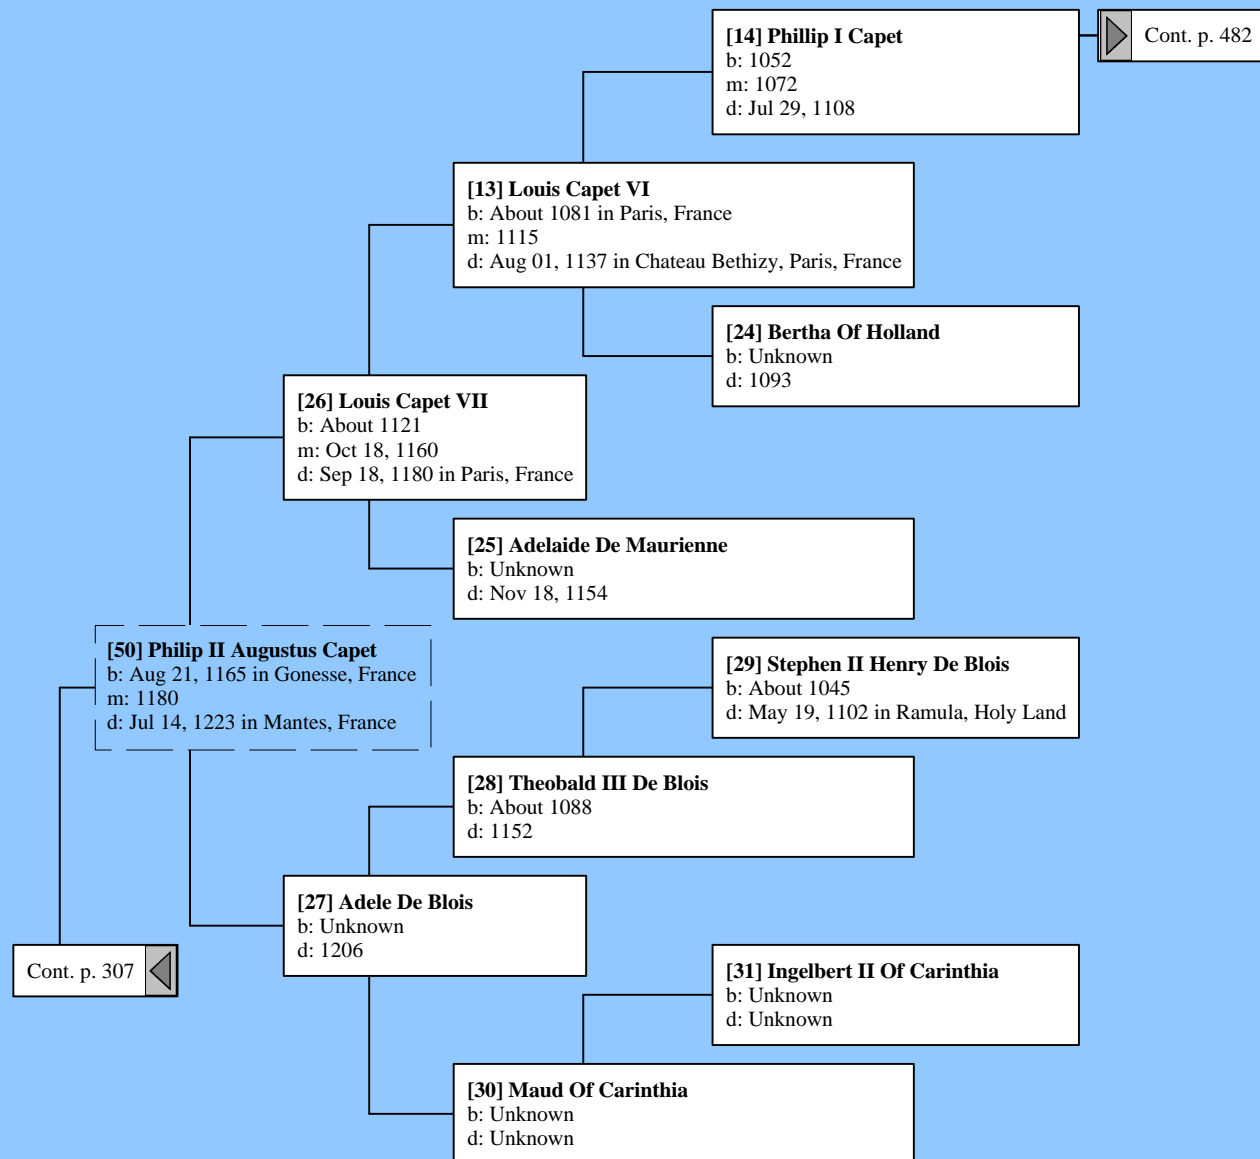 [14] Phillip I Capet
b: 1052
m: 1072
d: Jul 29, 1108
Cont. p. 482
[13] Louis Capet VI
b: About 1081 in Paris, France
m: 1115
d: Aug 01, 1137 in Chateau Bethizy, Paris, France
[24] Bertha Of Holland
b: Unknown
d: 1093
[26] Louis Capet VII
b: About 1121
m: Oct 18, 1160
d: Sep 18, 1180 in Paris, France
[25] Adelaide De Maurienne
b: Unknown
d: Nov 18, 1154
[50] Philip II Augustus Capet
b: Aug 21, 1165 in Gonesse, France
m: 1180
d: Jul 14, 1223 in Mantes, France
[29] Stephen II Henry De Blois
b: About 1045
d: May 19, 1102 in Ramula, Holy Land
[28] Theobald III De Blois
b: About 1088
d: 1152
[27] Adele De Blois
b: Unknown
d: 1206
Cont. p. 307
[31] Ingelbert II Of Carinthia
b: Unknown
d: Unknown
[30] Maud Of Carinthia
b: Unknown
d: Unknown